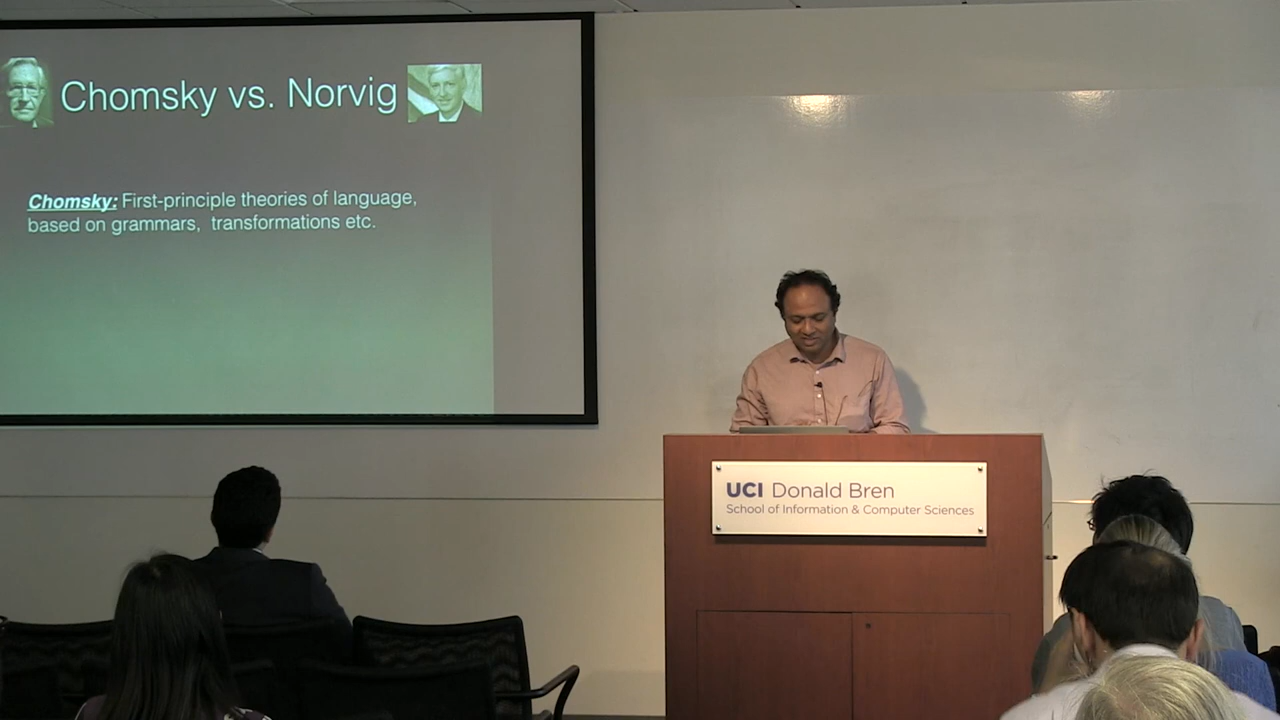 Chomsky vs. Norvig
Chomsky: First-principle theories of language,
based on grammars, transformations etc.
UCI Donald Bren
School of Information & Computer Sciences